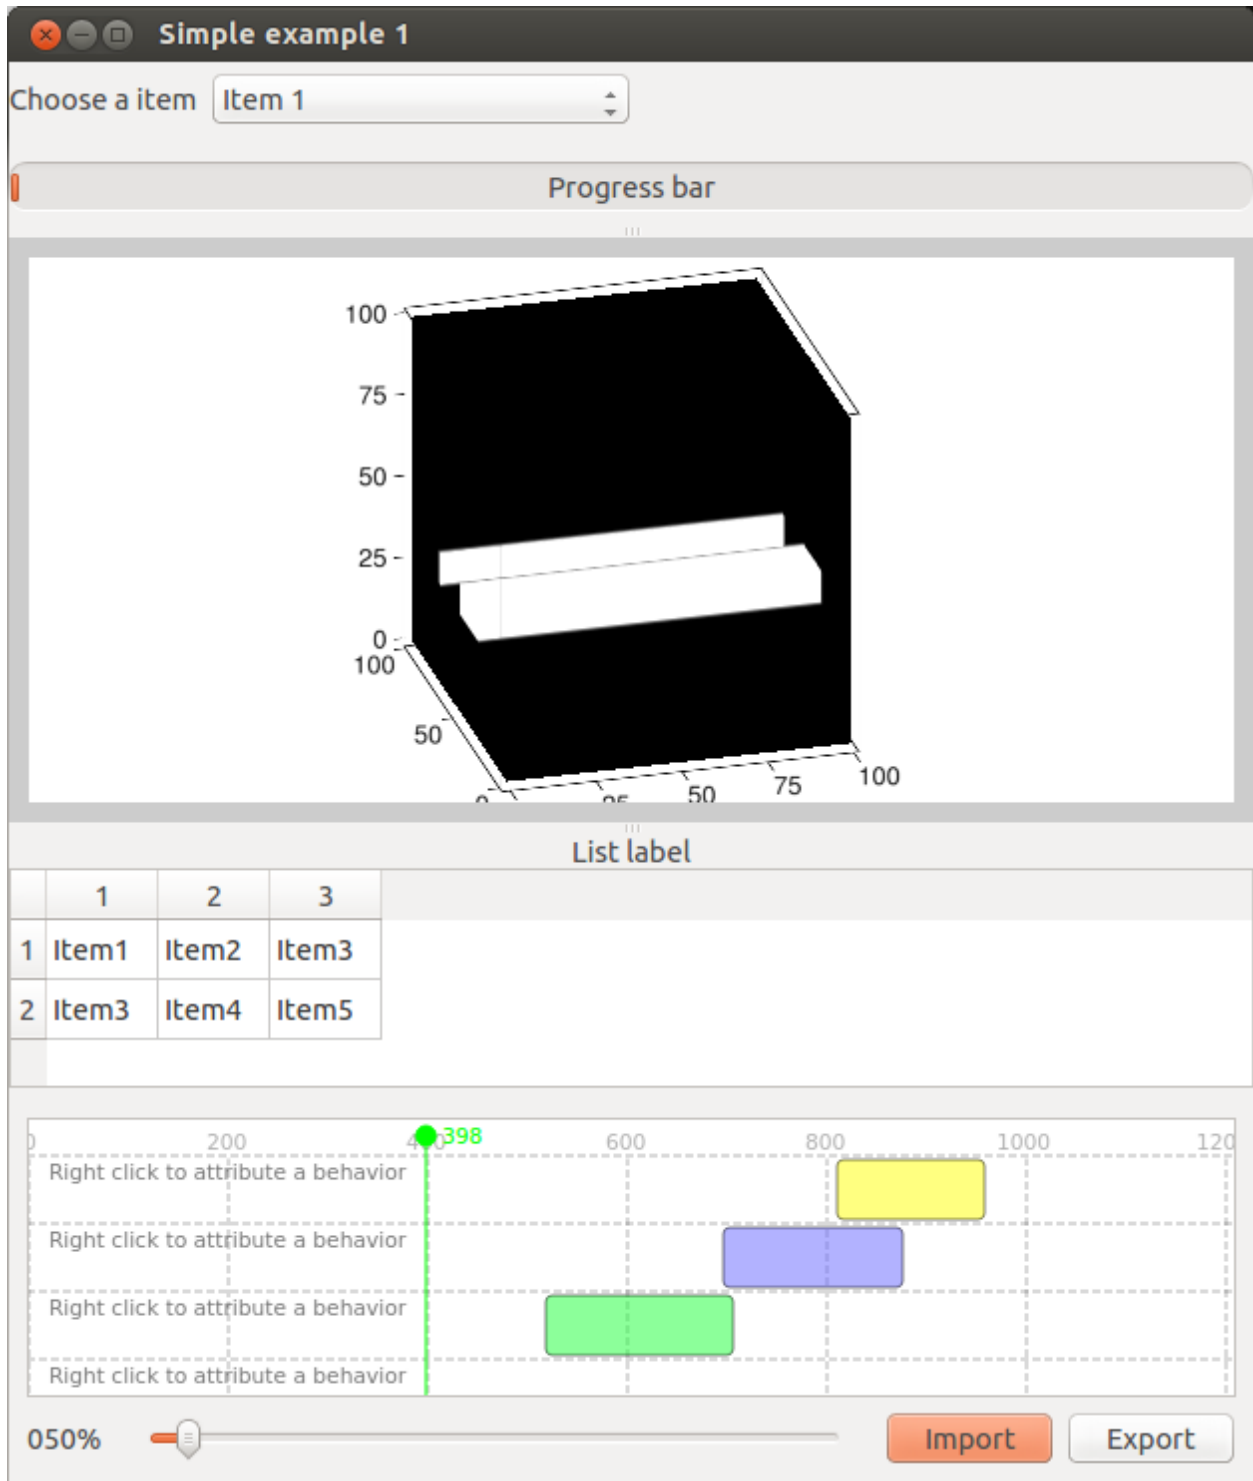 Simple example 1
Choose a item Item 1
Progress bar
100
75
50
25
0
100
50
50
75
100
List label
1 2 3
1 Item1 Item2 Item3
2 Item3 Item4 Item5
0 200 398 600 800 1000 120
Right click to attribute a behavior
Right click to attribute a behavior
Right click to attribute a behavior
Right click to attribute a behavior
050% Import Export